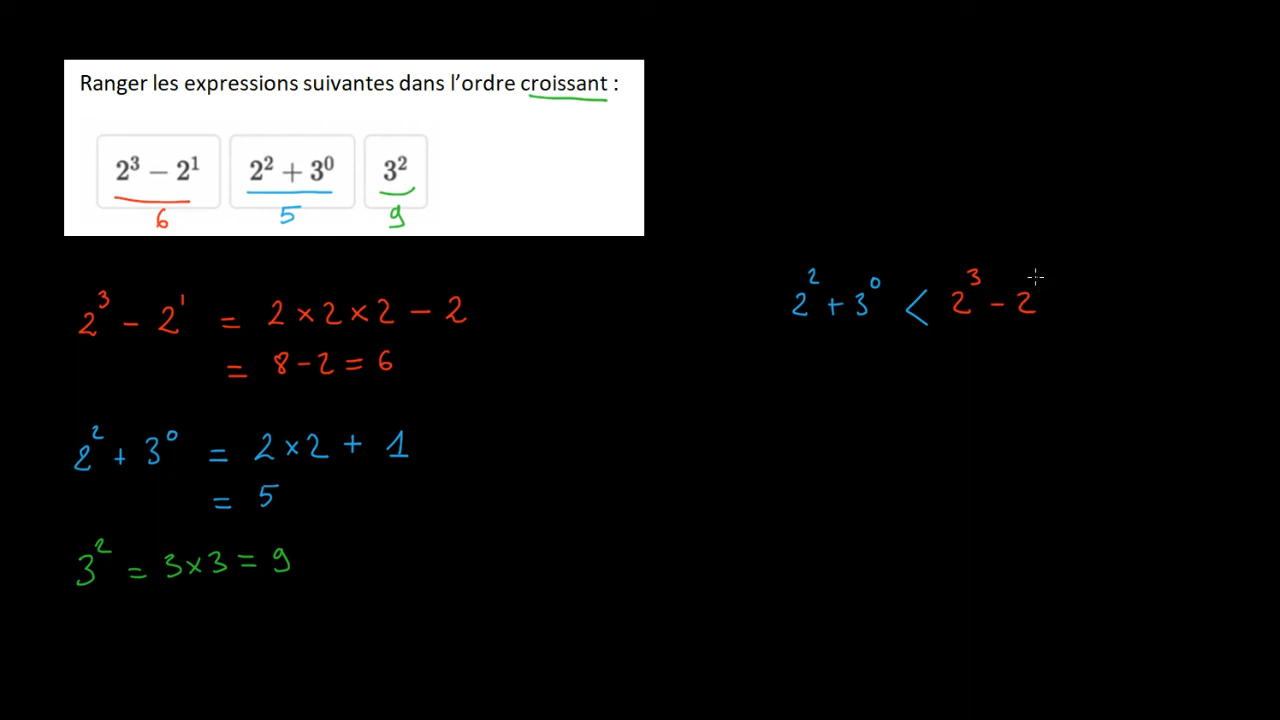 Ranger les expressions suivantes dans l’ordre croissant :
2³ − 2¹ 2² + 3⁰ 3²
6 5 9
2³ − 2¹ = 2 × 2 × 2 − 2
= 8 − 2 = 6
2² + 3⁰ = 2 × 2 + 1
= 5
3² = 3 × 3 = 9
2² + 3⁰ < 2³ − 2